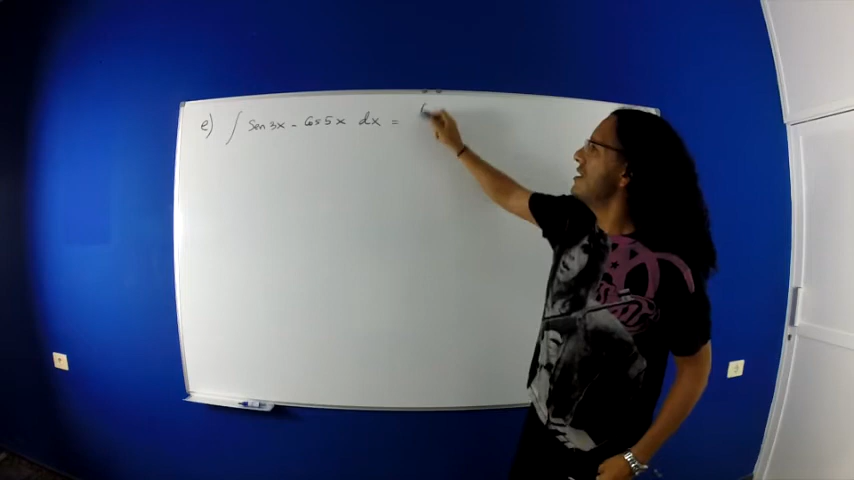 e) ∫ Sen 3x - Cos 5x dx = ∫